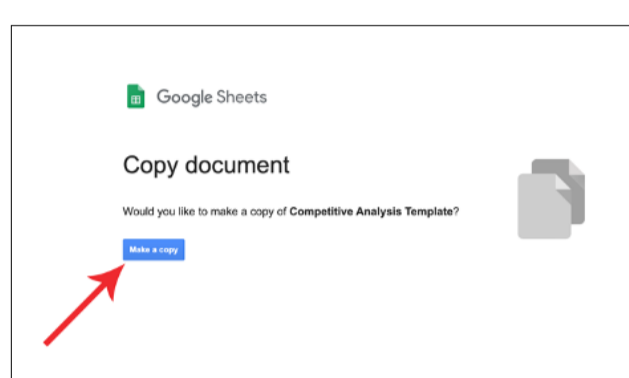 Google Sheets
Copy document
Would you like to make a copy of Competitive Analysis Template?
Make a copy